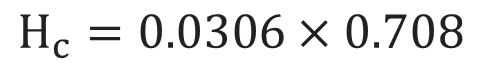 H_c = 0.0306 × 0.708